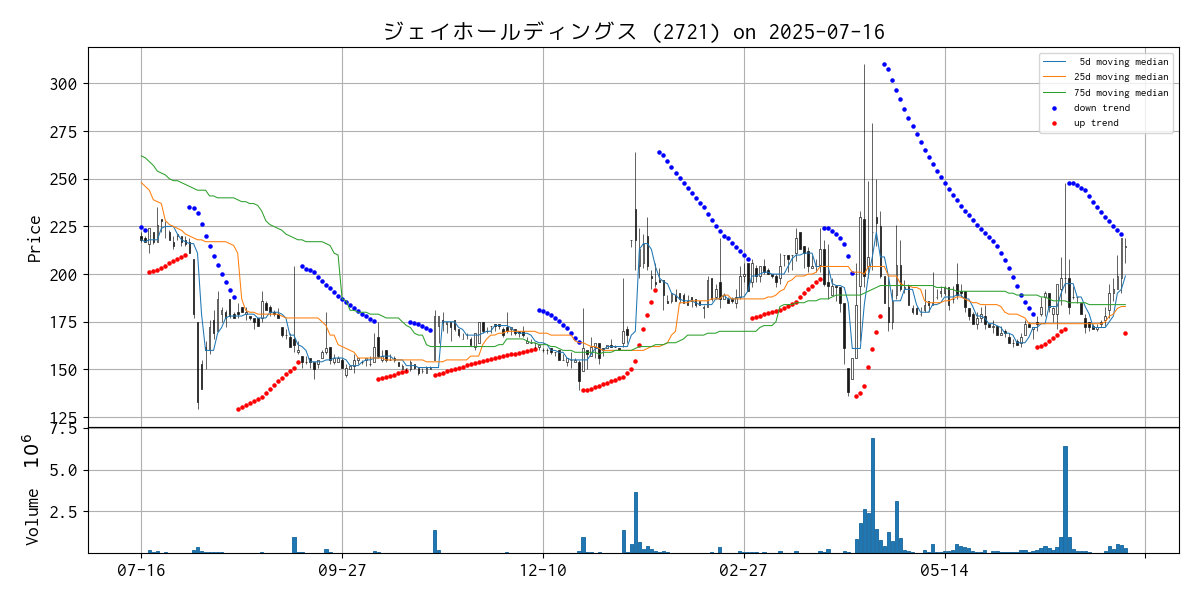 ジェイホールディングス (2721) on 2025-07-16
5d moving median
25d moving median
75d moving median
down trend
up trend
Price
300
275
250
225
200
175
150
125
Volume 10^6
7.5
5.0
2.5
07-16
09-27
12-10
02-27
05-14